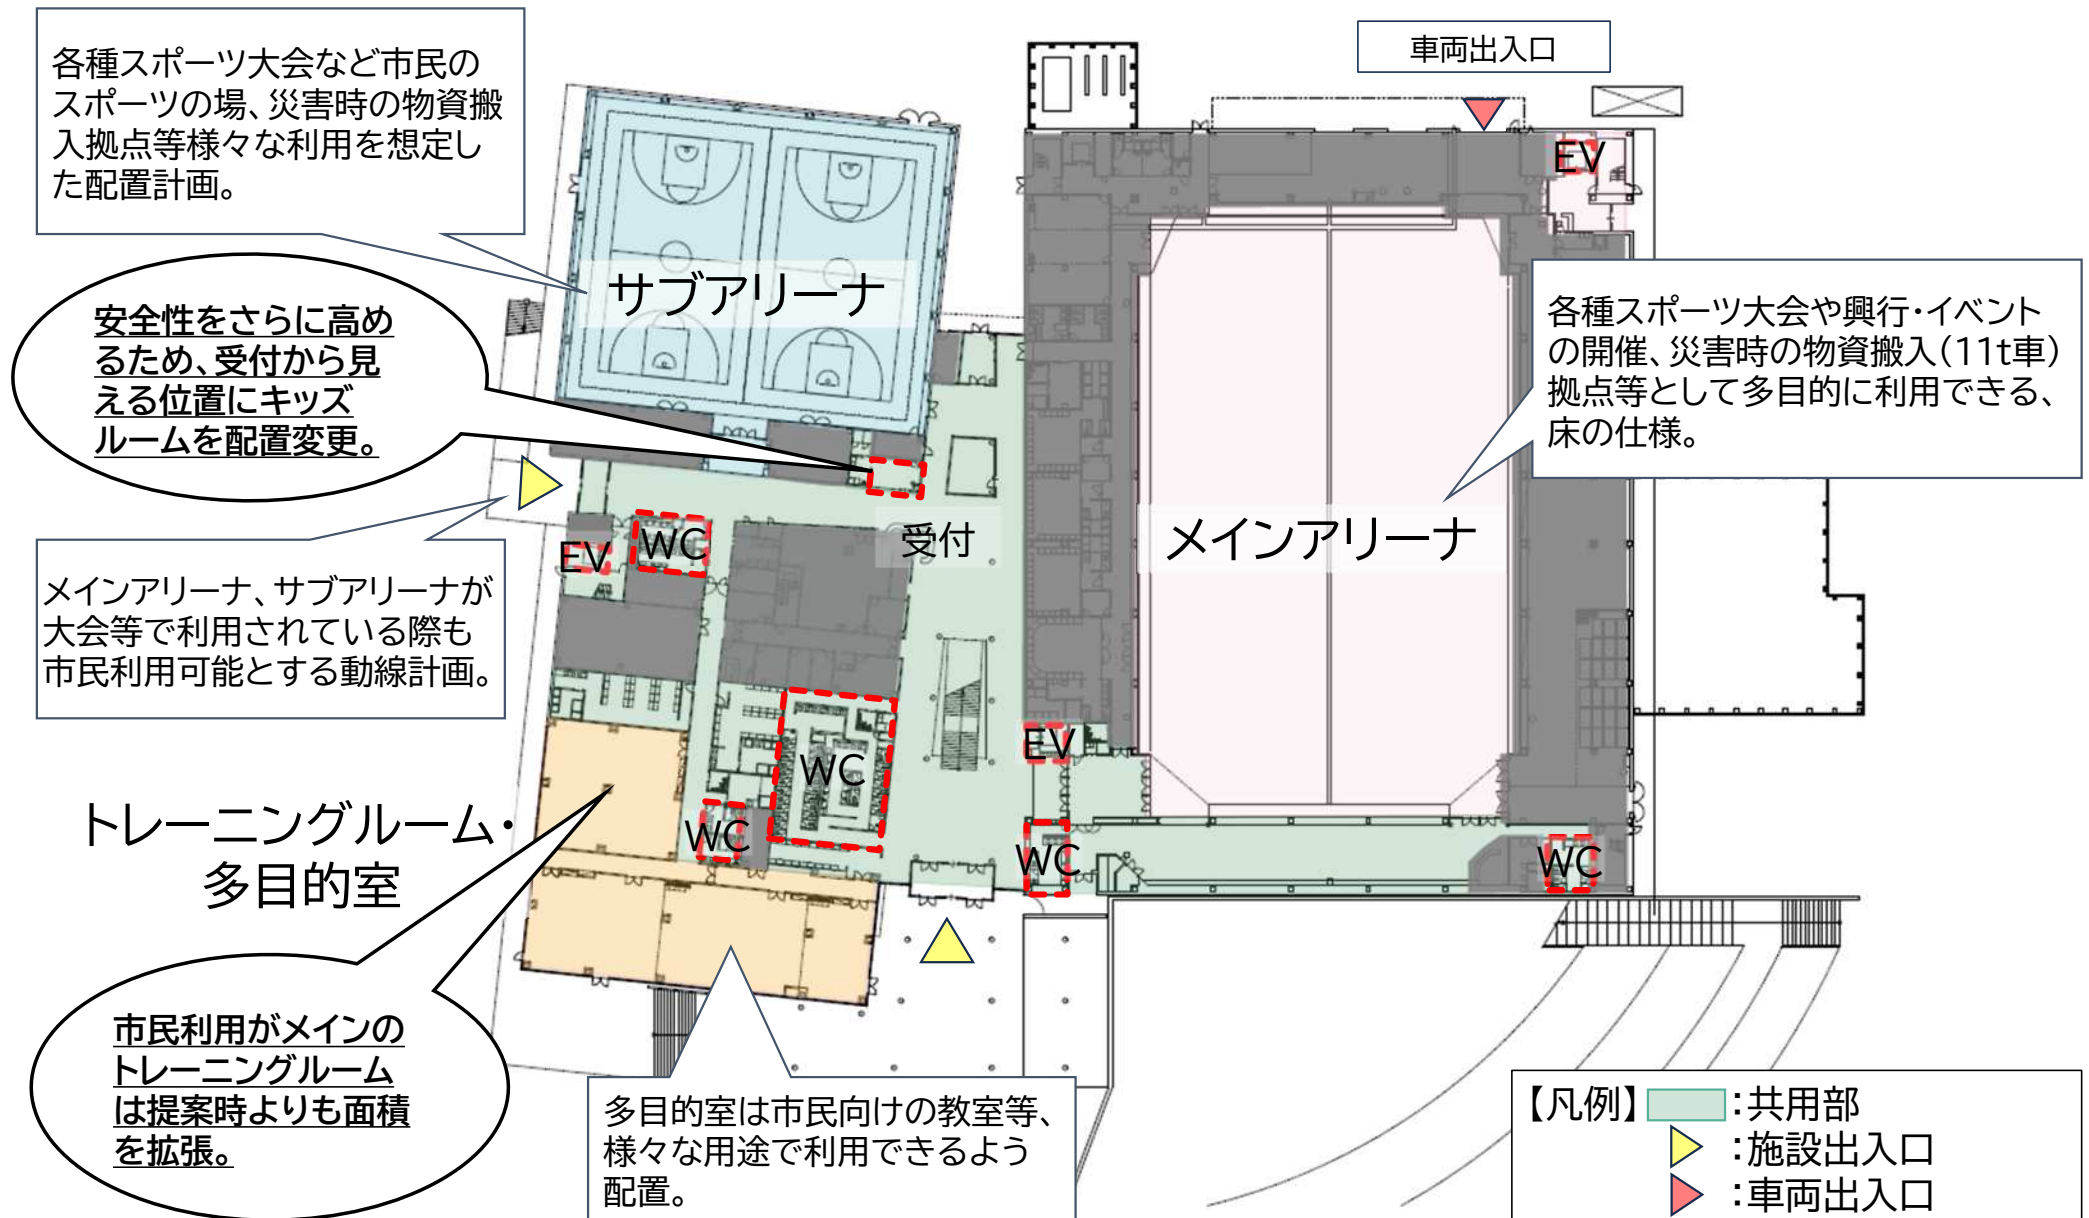 各種スポーツ大会など市民の
スポーツの場、災害時の物資搬
入拠点等様々な利用を想定し
た配置計画。
車両出入口
EV
サブアリーナ
安全性をさらに高め
るため、受付から見
える位置にキッズ
ルームを配置変更。
各種スポーツ大会や興行・イベント
の開催、災害時の物資搬入(11t車)
拠点等として多目的に利用できる、
床の仕様。
メインアリーナ
受付
WC
EV
メインアリーナ、サブアリーナが
大会等で利用されている際も
市民利用可能とする動線計画。
EV
WC
WC
WC
WC
トレーニングルーム・
多目的室
市民利用がメインの
トレーニングルーム
は提案時よりも面積
を拡張。
多目的室は市民向けの教室等、
様々な用途で利用できるよう
配置。
【凡例】 :共用部
:施設出入口
:車両出入口